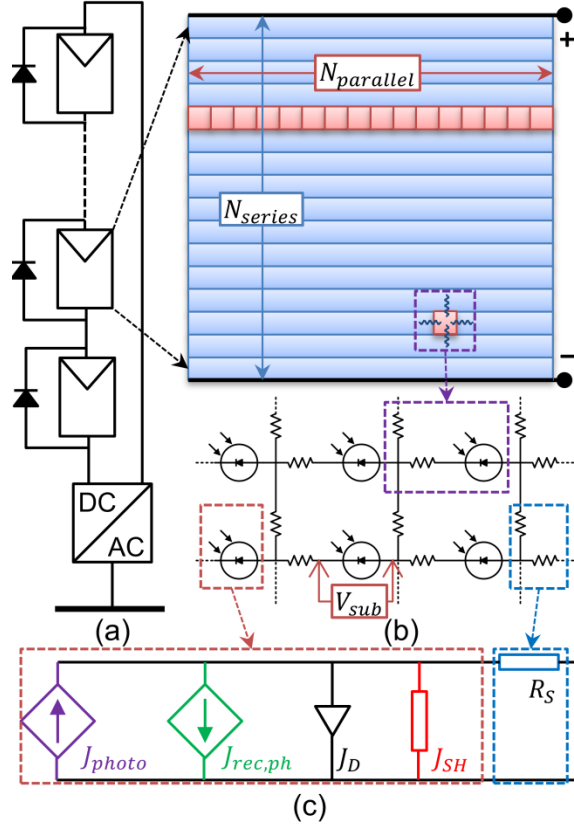 +
N_parallel
N_series
−
DC
AC
V_sub
(a)
(b)
J_photo
J_rec,ph
J_D
J_SH
R_S
(c)